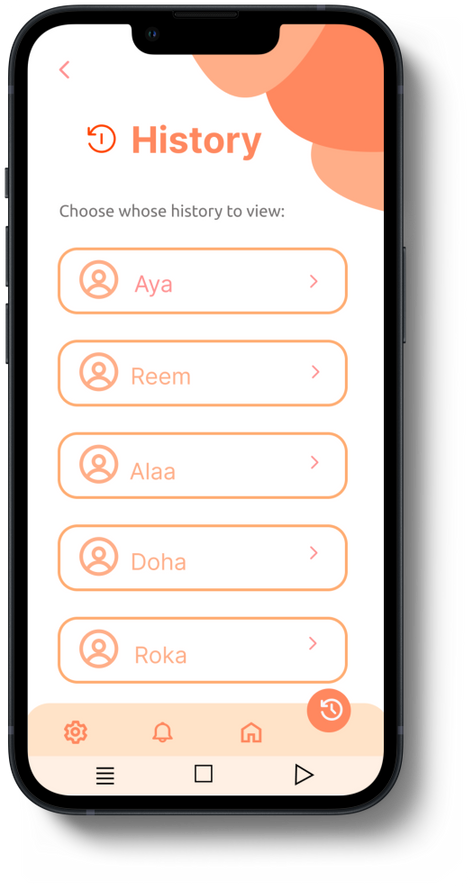 History
Choose whose history to view:
Aya
Reem
Alaa
Doha
Roka